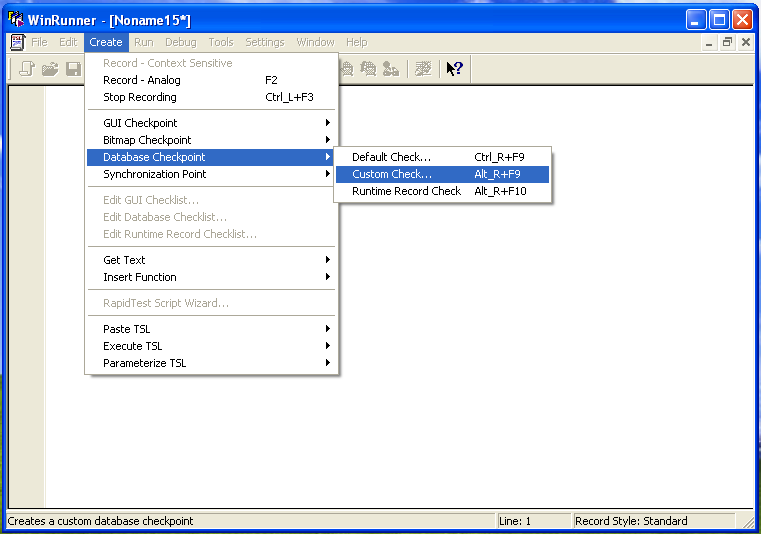 WinRunner - [Noname15*]
File Edit Create Run Debug Tools Settings Window Help
Record - Context Sensitive
Record - Analog F2
Stop Recording Ctrl_L+F3
GUI Checkpoint
Bitmap Checkpoint
Database Checkpoint
Default Check... Ctrl_R+F9
Synchronization Point
Custom Check... Alt_R+F9
Runtime Record Check Alt_R+F10
Edit GUI Checklist...
Edit Database Checklist...
Edit Runtime Record Checklist...
Get Text
Insert Function
RapidTest Script Wizard...
Paste TSL
Execute TSL
Parameterize TSL
Creates a custom database checkpoint Line: 1 Record Style: Standard